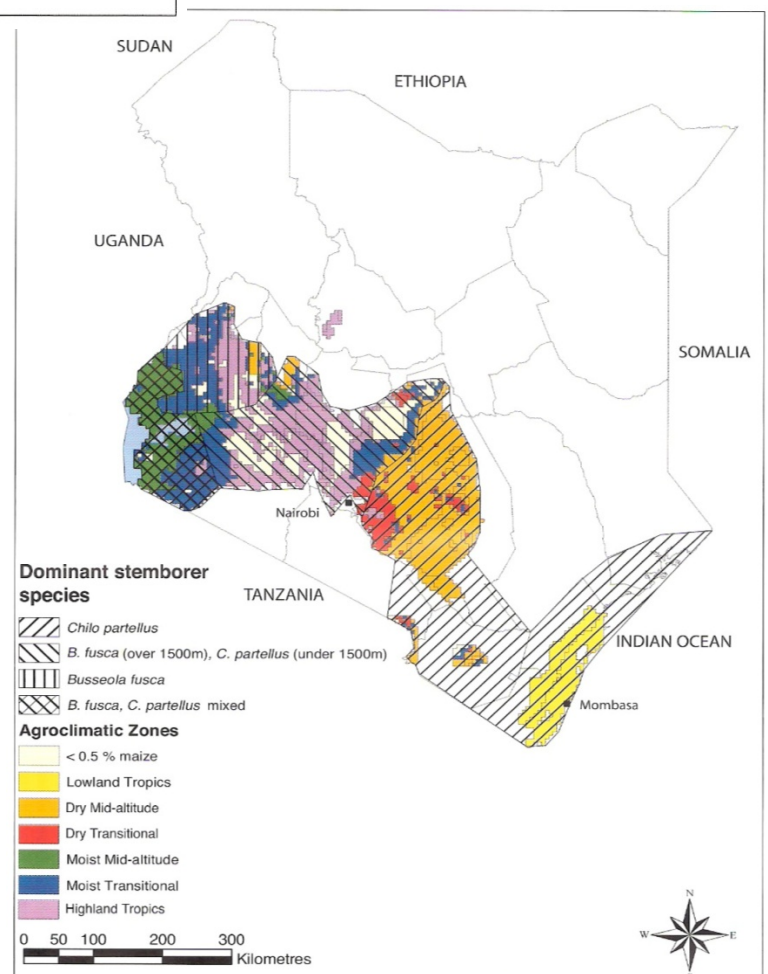 SUDAN
ETHIOPIA
UGANDA
SOMALIA
Nairobi
TANZANIA
INDIAN OCEAN
Mombasa
Dominant stemborer
species
Chilo partellus
B. fusca (over 1500m), C. partellus (under 1500m)
Busseola fusca
B. fusca, C. partellus mixed
Agroclimatic Zones
< 0.5 % maize
Lowland Tropics
Dry Mid-altitude
Dry Transitional
Moist Mid-altitude
Moist Transitional
Highland Tropics
0 50 100 200 300
Kilometres
N
W E